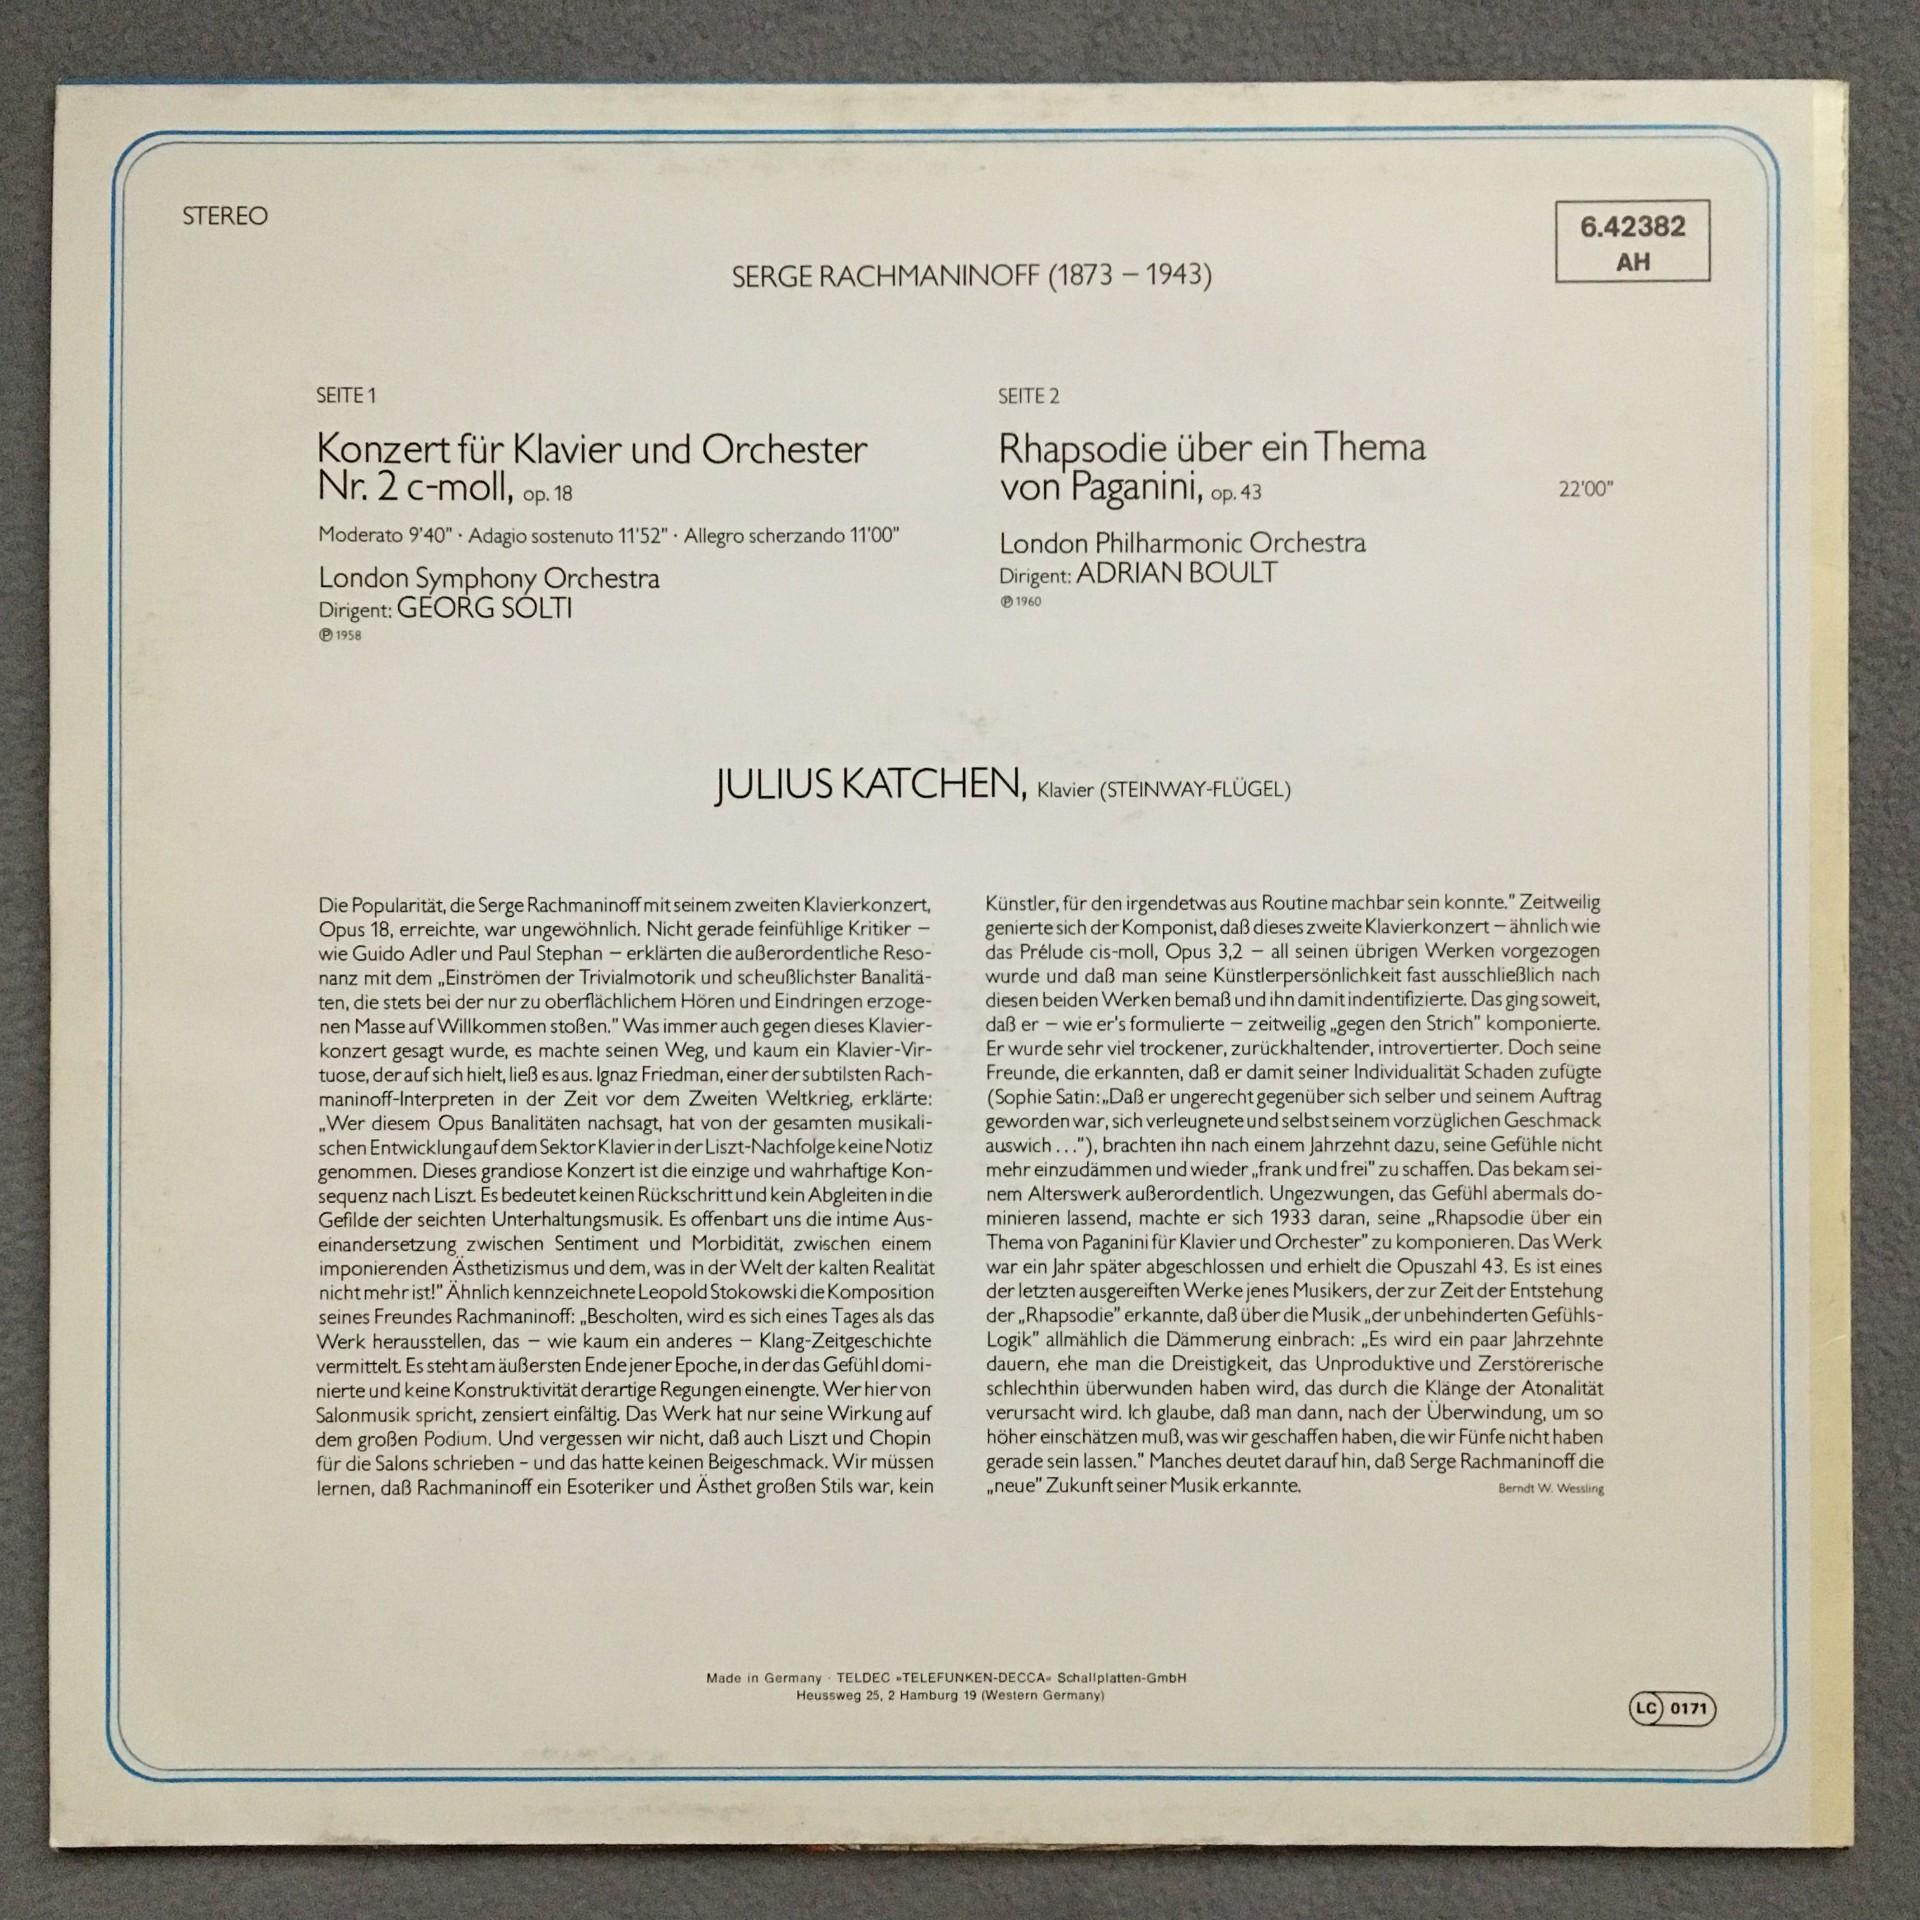 STEREO
6.42382
AH
SERGE RACHMANINOFF (1873 – 1943)
SEITE 1
Konzert für Klavier und Orchester
Nr. 2 c-moll, op. 18
Moderato 9'40" · Adagio sostenuto 11'52" · Allegro scherzando 11'00"
London Symphony Orchestra
Dirigent: GEORG SOLTI
℗ 1958
SEITE 2
Rhapsodie über ein Thema
von Paganini, op. 43 22'00"
London Philharmonic Orchestra
Dirigent: ADRIAN BOULT
℗ 1960
JULIUS KATCHEN, Klavier (STEINWAY-FLÜGEL)
Die Popularität, die Serge Rachmaninoff mit seinem zweiten Klavierkonzert,
Opus 18, erreichte, war ungewöhnlich. Nicht gerade feinfühlige Kritiker –
wie Guido Adler und Paul Stephan – erklärten die außerordentliche Reso-
nanz mit dem „Einströmen der Trivialmotorik und scheußlichster Banalitä-
ten, die stets bei der nur zu oberflächlichem Hören und Eindringen erzoge-
nen Masse auf Willkommen stoßen." Was immer auch gegen dieses Klavier-
konzert gesagt wurde, es machte seinen Weg, und kaum ein Klavier-Vir-
tuose, der auf sich hielt, ließ es aus. Ignaz Friedman, einer der subtilsten Rach-
maninoff-Interpreten in der Zeit vor dem Zweiten Weltkrieg, erklärte:
„Wer diesem Opus Banalitäten nachsagt, hat von der gesamten musikali-
schen Entwicklung auf dem Sektor Klavier in der Liszt-Nachfolge keine Notiz
genommen. Dieses grandiose Konzert ist die einzige und wahrhaftige Kon-
sequenz nach Liszt. Es bedeutet keinen Rückschritt und kein Abgleiten in die
Gefilde der seichten Unterhaltungsmusik. Es offenbart uns die intime Aus-
einandersetzung zwischen Sentiment und Morbidität, zwischen einem
imponierenden Ästhetizismus und dem, was in der Welt der kalten Realität
nicht mehr ist!" Ähnlich kennzeichnete Leopold Stokowski die Komposition
seines Freundes Rachmaninoff: „Bescholten, wird es sich eines Tages als das
Werk herausstellen, das – wie kaum ein anderes – Klang-Zeitgeschichte
vermittelt. Es steht am äußersten Ende jener Epoche, in der das Gefühl domi-
nierte und keine Konstruktivität derartige Regungen einengte. Wer hier von
Salonmusik spricht, zensiert einfältig. Das Werk hat nur seine Wirkung auf
dem großen Podium. Und vergessen wir nicht, daß auch Liszt und Chopin
für die Salons schrieben – und das hatte keinen Beigeschmack. Wir müssen
lernen, daß Rachmaninoff ein Esoteriker und Ästhet großen Stils war, kein
Künstler, für den irgendetwas aus Routine machbar sein konnte." Zeitweilig
genierte sich der Komponist, daß dieses zweite Klavierkonzert – ähnlich wie
das Prélude cis-moll, Opus 3,2 – all seinen übrigen Werken vorgezogen
wurde und daß man seine Künstlerpersönlichkeit fast ausschließlich nach
diesen beiden Werken bemaß und ihn damit indentifizierte. Das ging soweit,
daß er – wie er's formulierte – zeitweilig „gegen den Strich" komponierte.
Er wurde sehr viel trockener, zurückhaltender, introvertierter. Doch seine
Freunde, die erkannten, daß er damit seiner Individualität Schaden zufügte
(Sophie Satin: „Daß er ungerecht gegenüber sich selber und seinem Auftrag
geworden war, sich verleugnete und selbst seinem vorzüglichen Geschmack
auswich ..."), brachten ihn nach einem Jahrzehnt dazu, seine Gefühle nicht
mehr einzudämmen und wieder „frank und frei" zu schaffen. Das bekam sei-
nem Alterswerk außerordentlich. Ungezwungen, das Gefühl abermals do-
minieren lassend, machte er sich 1933 daran, seine „Rhapsodie über ein
Thema von Paganini für Klavier und Orchester" zu komponieren. Das Werk
war ein Jahr später abgeschlossen und erhielt die Opuszahl 43. Es ist eines
der letzten ausgereiften Werke jenes Musikers, der zur Zeit der Entstehung
der „Rhapsodie" erkannte, daß über die Musik „der unbehinderten Gefühls-
Logik" allmählich die Dämmerung einbrach: „Es wird ein paar Jahrzehnte
dauern, ehe man die Dreistigkeit, das Unproduktive und Zerstörerische
schlechthin überwunden haben wird, das durch die Klänge der Atonalität
verursacht wird. Ich glaube, daß man dann, nach der Überwindung, um so
höher einschätzen muß, was wir geschaffen haben, die wir Fünfe nicht haben
gerade sein lassen." Manches deutet darauf hin, daß Serge Rachmaninoff die
„neue" Zukunft seiner Musik erkannte. Berndt W. Wessling
Made in Germany · TELDEC »TELEFUNKEN-DECCA« Schallplatten-GmbH
Heussweg 25, 2 Hamburg 19 (Western Germany)
LC 0171